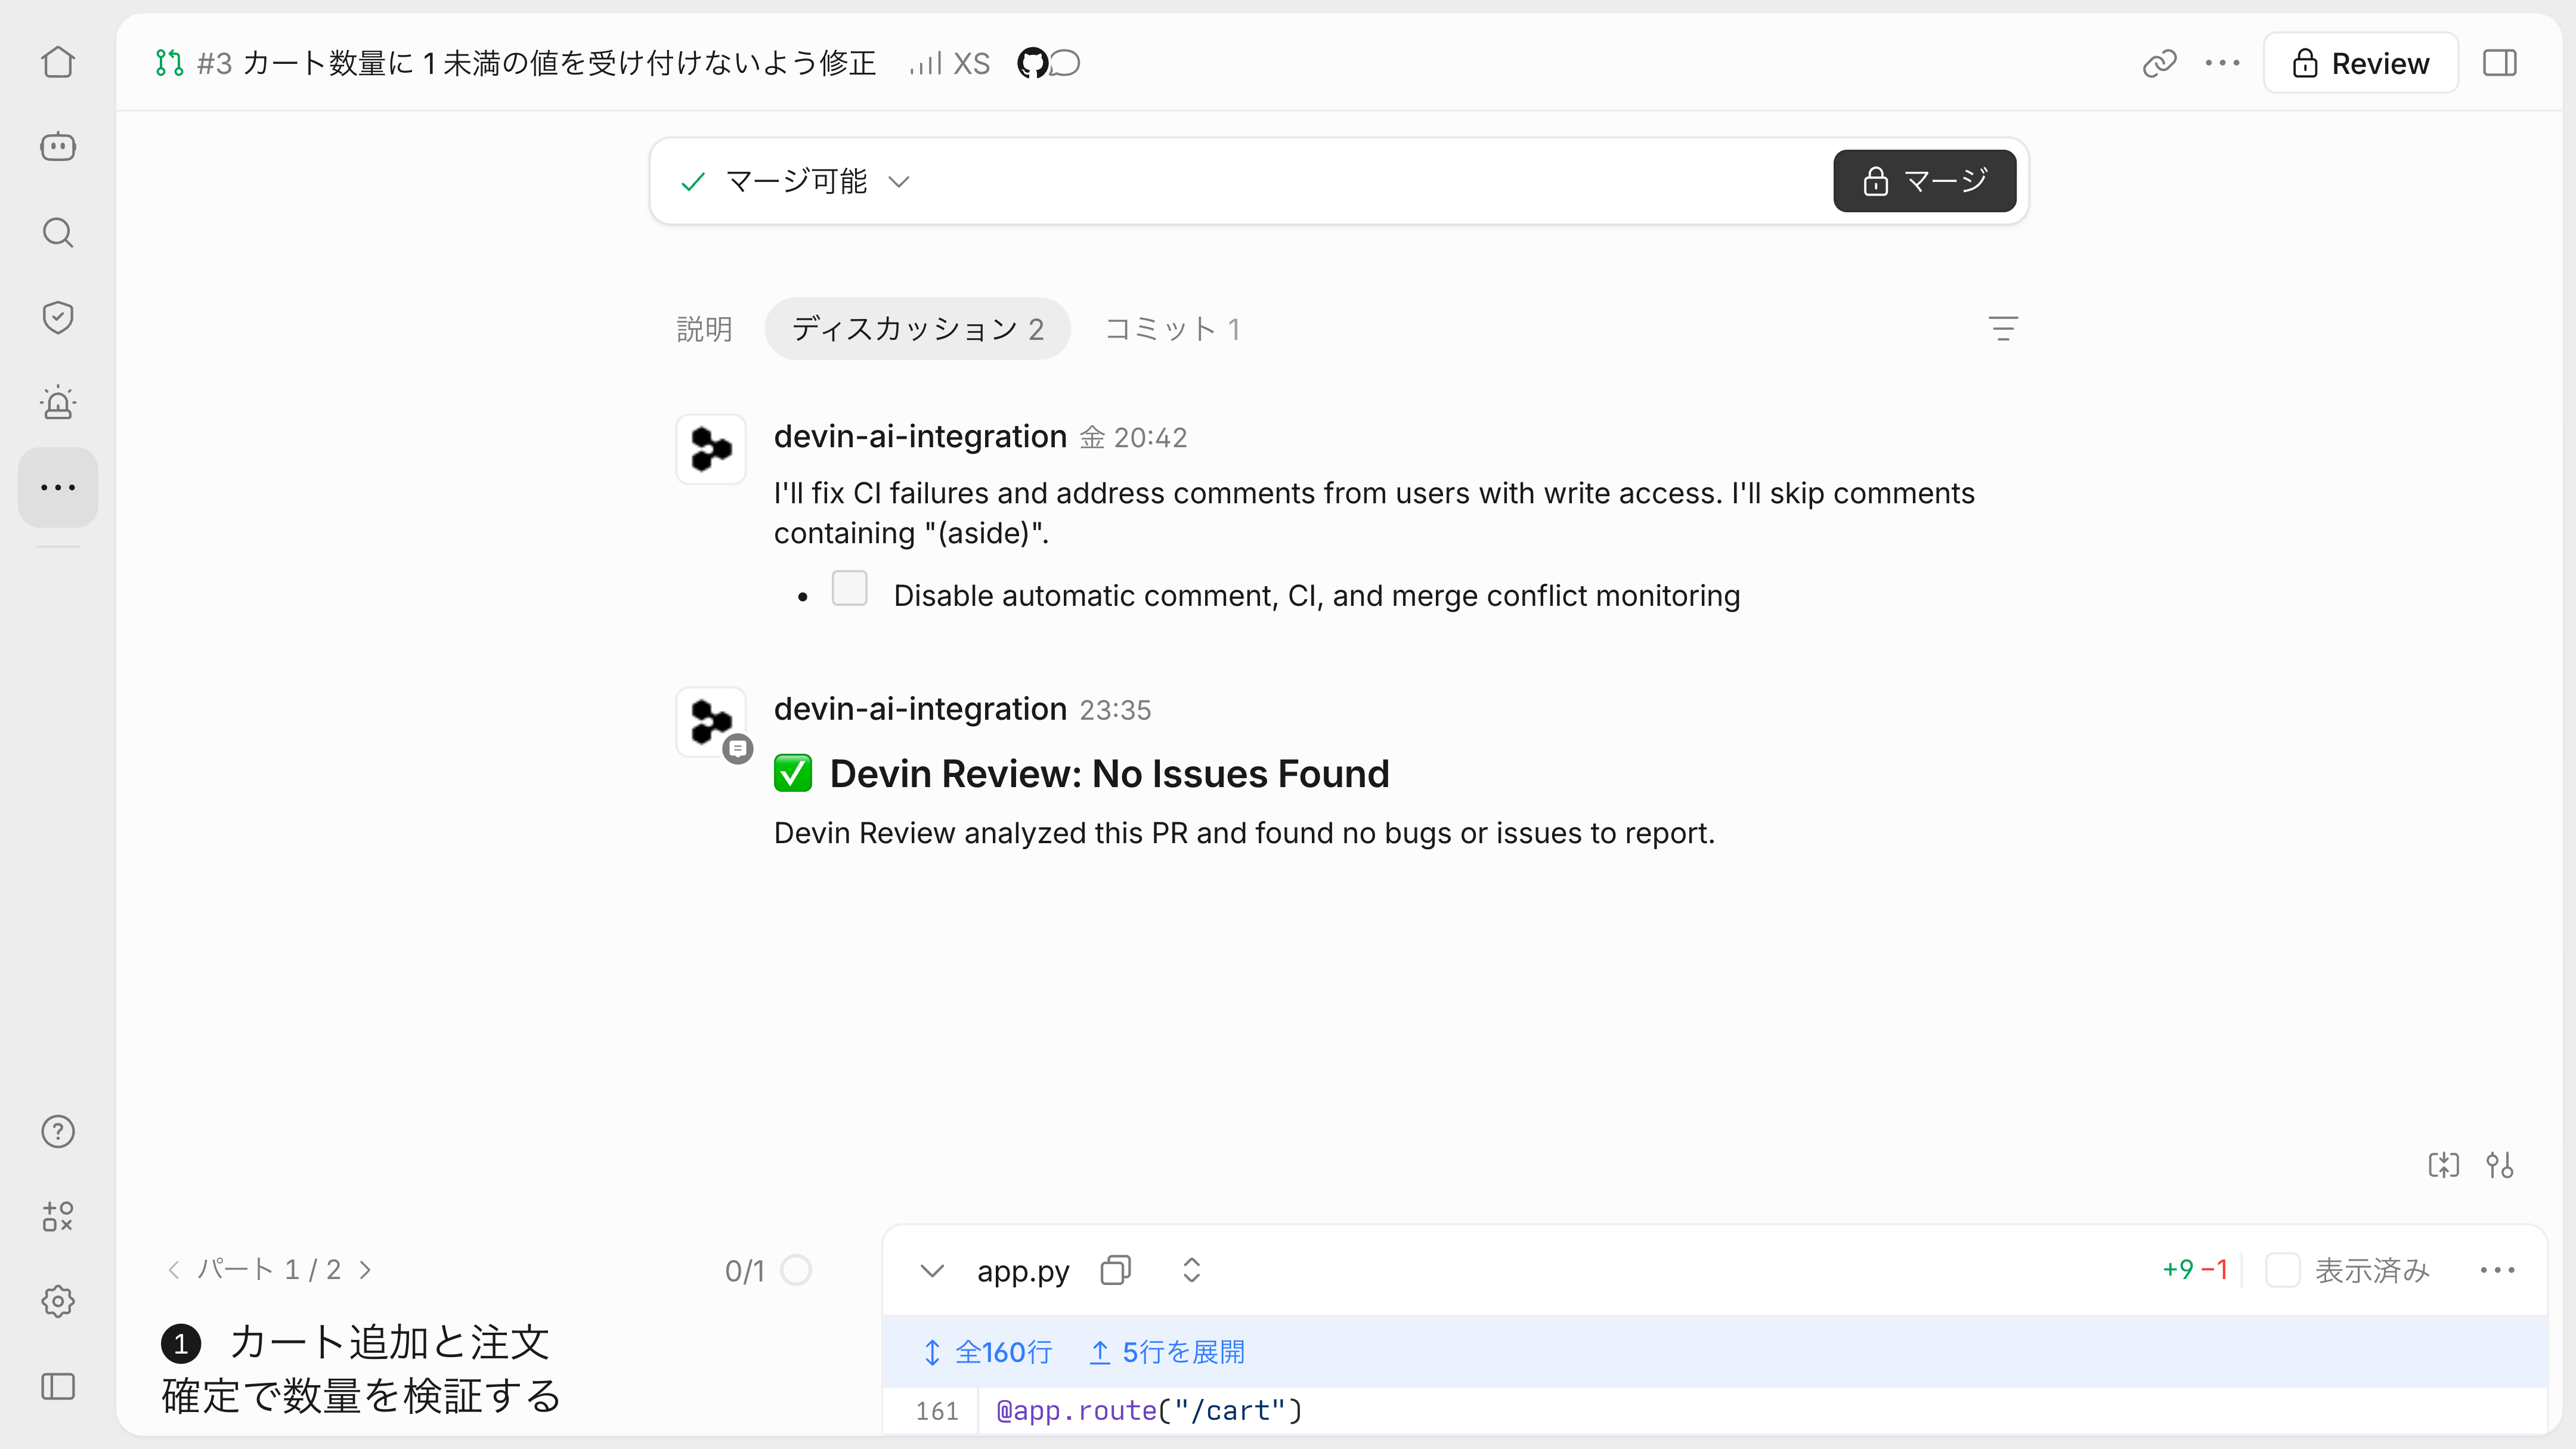 #3 カート数量に 1 未満の値を受け付けないよう修正 XS
Review
マージ可能
マージ
説明 ディスカッション 2 コミット 1
devin-ai-integration 金 20:42
I'll fix CI failures and address comments from users with write access. I'll skip comments
containing "(aside)".
• Disable automatic comment, CI, and merge conflict monitoring
devin-ai-integration 23:35
✅ Devin Review: No Issues Found
Devin Review analyzed this PR and found no bugs or issues to report.
パート 1 / 2 0/1
1 カート追加と注文
確定で数量を検証する
app.py +9 −1 表示済み
全160行 5行を展開
161 @app.route("/cart")